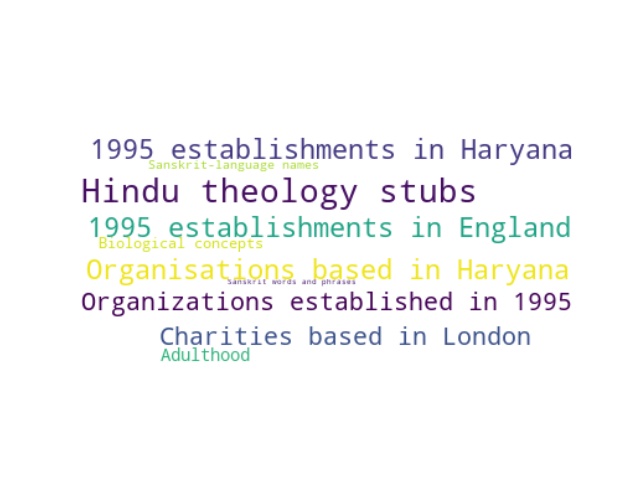 1995 establishments in Haryana
Sanskrit-language names
Hindu theology stubs
1995 establishments in England
Biological concepts
Organisations based in Haryana
Sanskrit words and phrases
Organizations established in 1995
Charities based in London
Adulthood